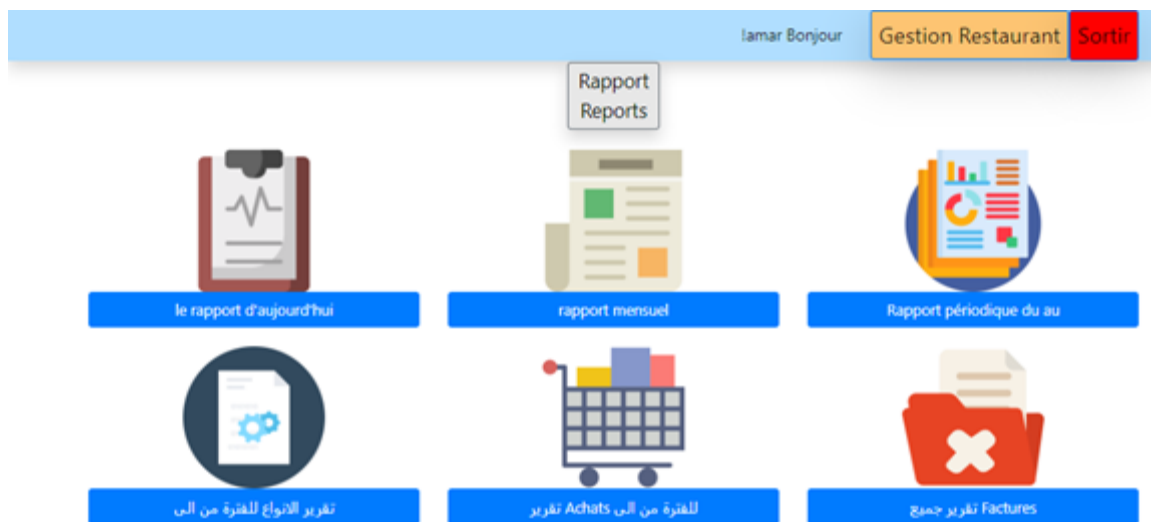 lamar Bonjour
Gestion Restaurant
Sortir
Rapport
Reports
le rapport d'aujourd'hui
rapport mensuel
Rapport périodique du au
تقرير الانواع للفترة من الى
تقرير Achats للفترة من الى
تقرير جميع Factures